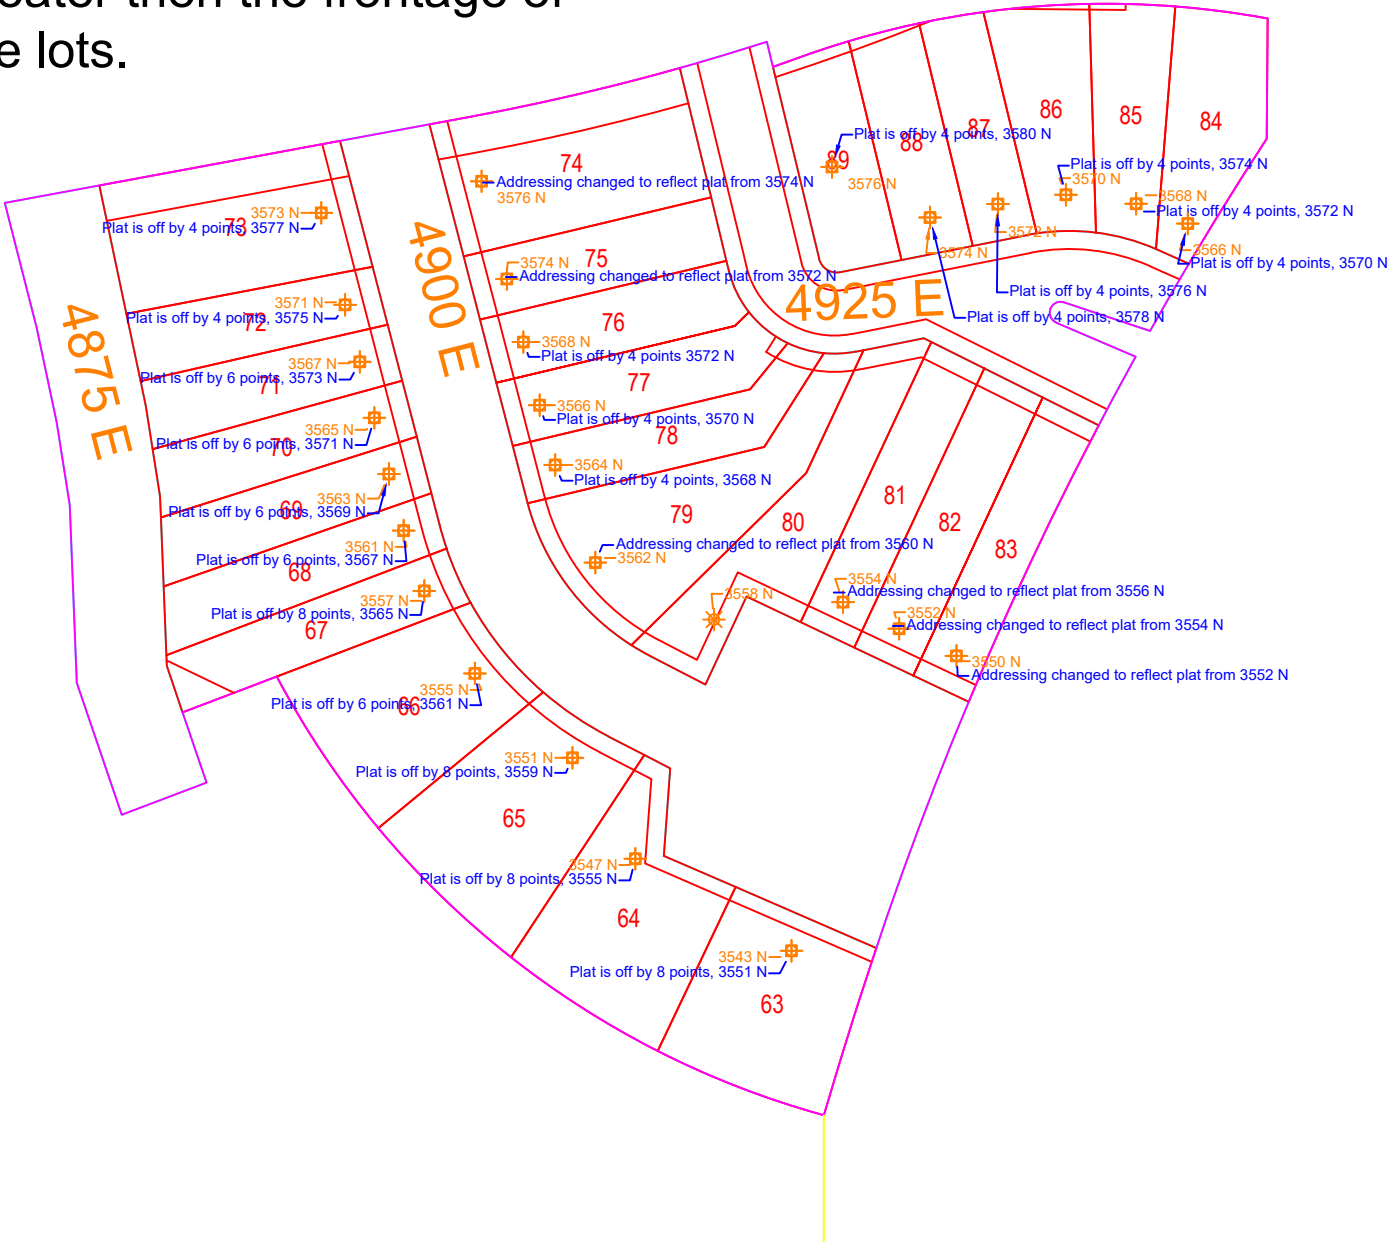 eater then the frontage of
e lots.
86
85
84
87
88
Plat is off by 4 points, 3580 N
89
3576 N
Plat is off by 4 points, 3574 N
3570 N
3568 N
Plat is off by 4 points, 3572 N
3566 N
Plat is off by 4 points, 3570 N
3572 N
3574 N
Plat is off by 4 points, 3576 N
Plat is off by 4 points, 3578 N
4925 E
74
Addressing changed to reflect plat from 3574 N
3576 N
75
3574 N
Addressing changed to reflect plat from 3572 N
76
3568 N
Plat is off by 4 points 3572 N
77
3566 N
Plat is off by 4 points, 3570 N
78
3564 N
Plat is off by 4 points, 3568 N
79
Addressing changed to reflect plat from 3560 N
3562 N
80
3558 N
81
3554 N
Addressing changed to reflect plat from 3556 N
82
3552 N
Addressing changed to reflect plat from 3554 N
83
3550 N
Addressing changed to reflect plat from 3552 N
4900 E
4875 E
3573 N
73
Plat is off by 4 points, 3577 N
3571 N
72
Plat is off by 4 points, 3575 N
3567 N
71
Plat is off by 6 points, 3573 N
3565 N
70
Plat is off by 6 points, 3571 N
3563 N
69
Plat is off by 6 points, 3569 N
3561 N
Plat is off by 6 points, 3567 N
68
3557 N
Plat is off by 8 points, 3565 N
67
3555 N
66
Plat is off by 6 points, 3561 N
3551 N
Plat is off by 8 points, 3559 N
65
3547 N
Plat is off by 8 points, 3555 N
64
3543 N
Plat is off by 8 points, 3551 N
63